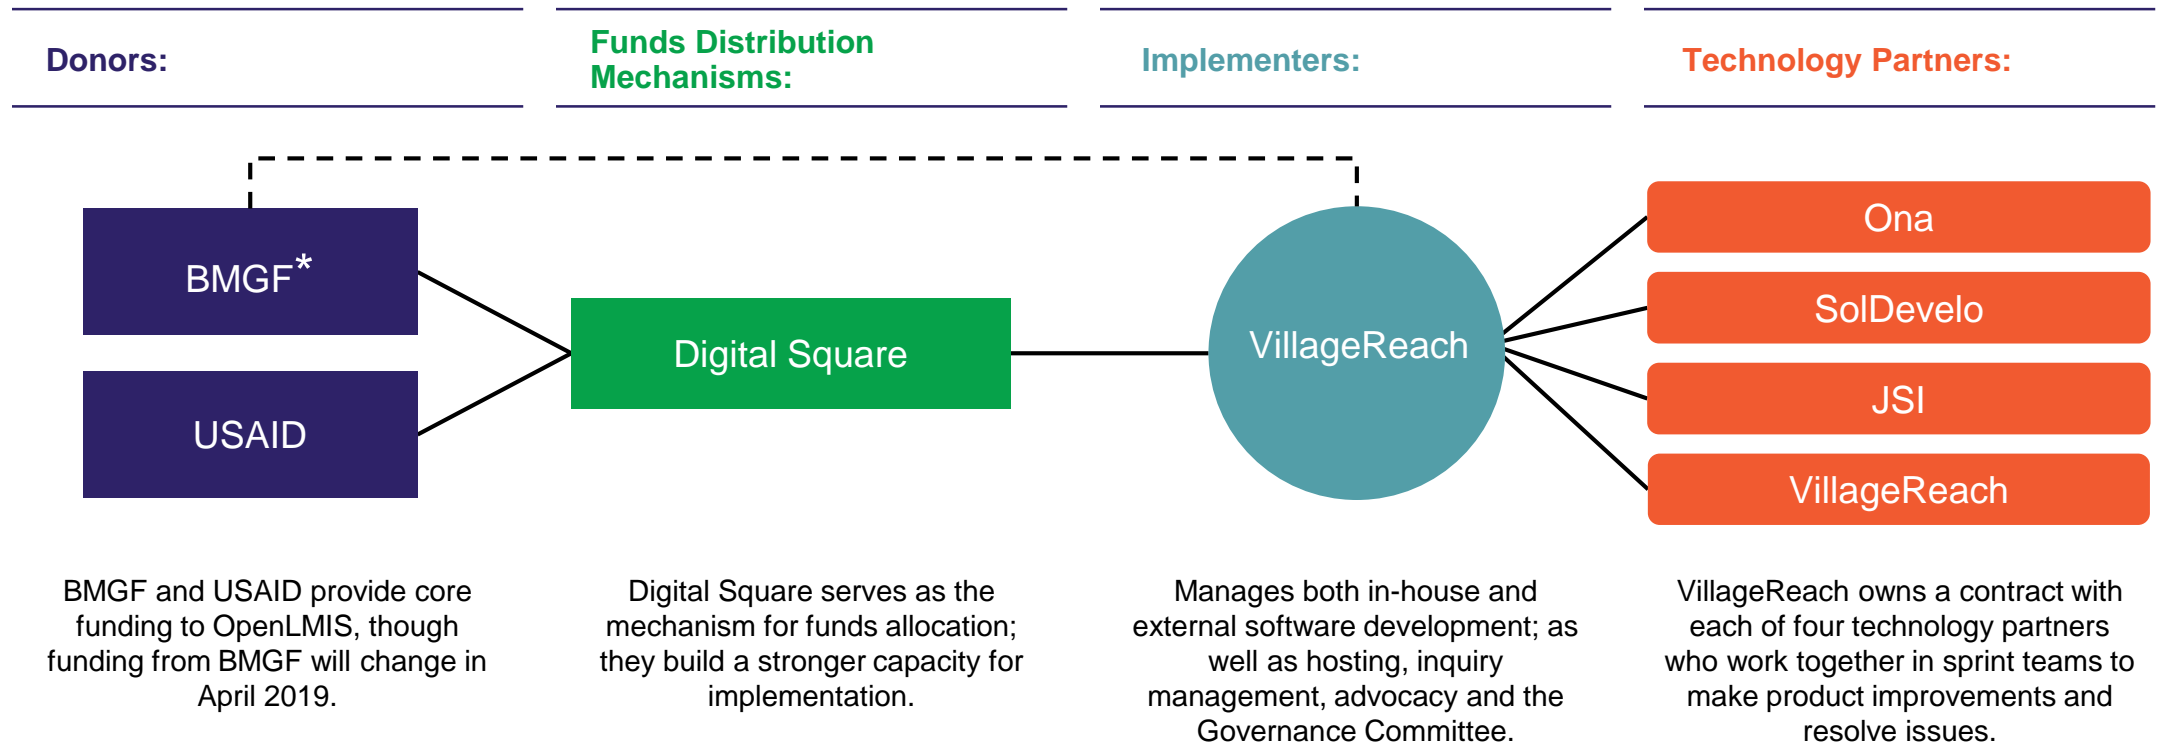 Donors:
Funds Distribution
Mechanisms:
Implementers:
Technology Partners:
BMGF*
USAID
Digital Square
VillageReach
Ona
SolDevelo
JSI
VillageReach
BMGF and USAID provide core
funding to OpenLMIS, though
funding from BMGF will change in
April 2019.
Digital Square serves as the
mechanism for funds allocation;
they build a stronger capacity for
implementation.
Manages both in-house and
external software development; as
well as hosting, inquiry
management, advocacy and the
Governance Committee.
VillageReach owns a contract with
each of four technology partners
who work together in sprint teams to
make product improvements and
resolve issues.